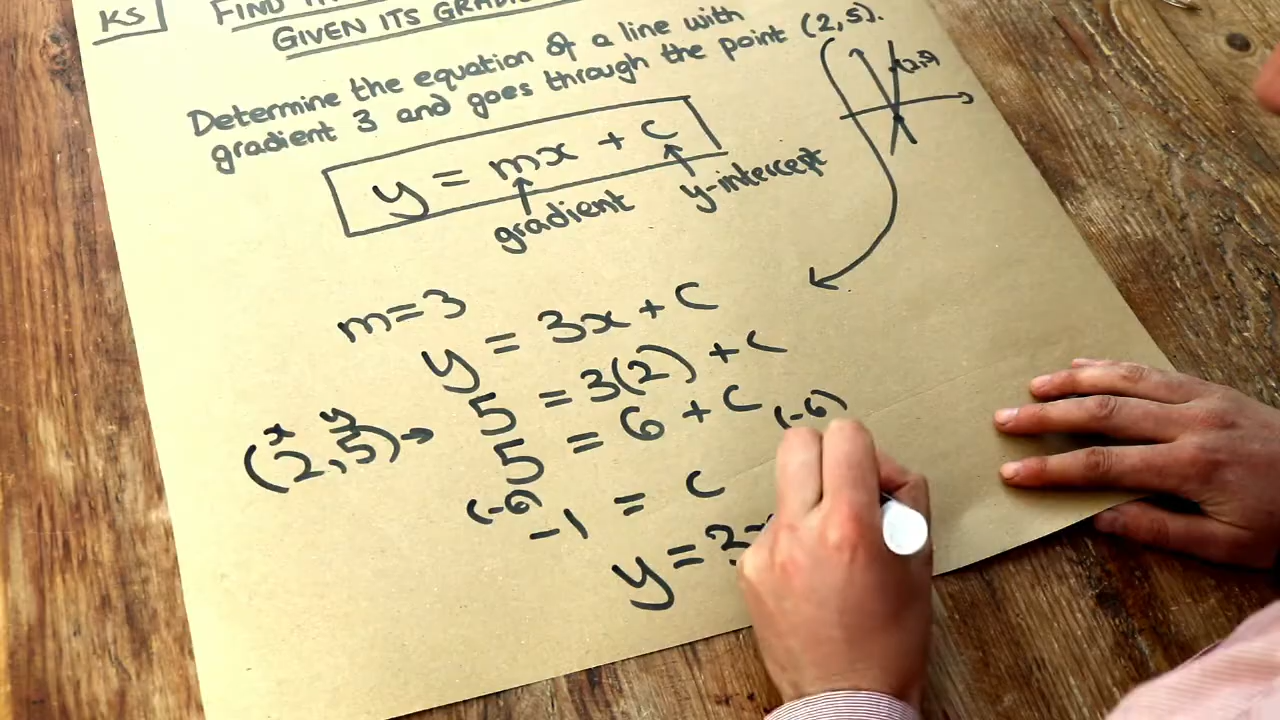 KS
FIND
GIVEN ITS
Determine the equation of a line with
gradient 3 and goes through the point (2,5).
(2,5)
y = mx + c
gradient
y-intercept
m=3
y = 3x + c
5 = 3(2) + c
(2,5) →
x y
5 = 6 + c
(-6) (-6)
-1 = c
y = 3